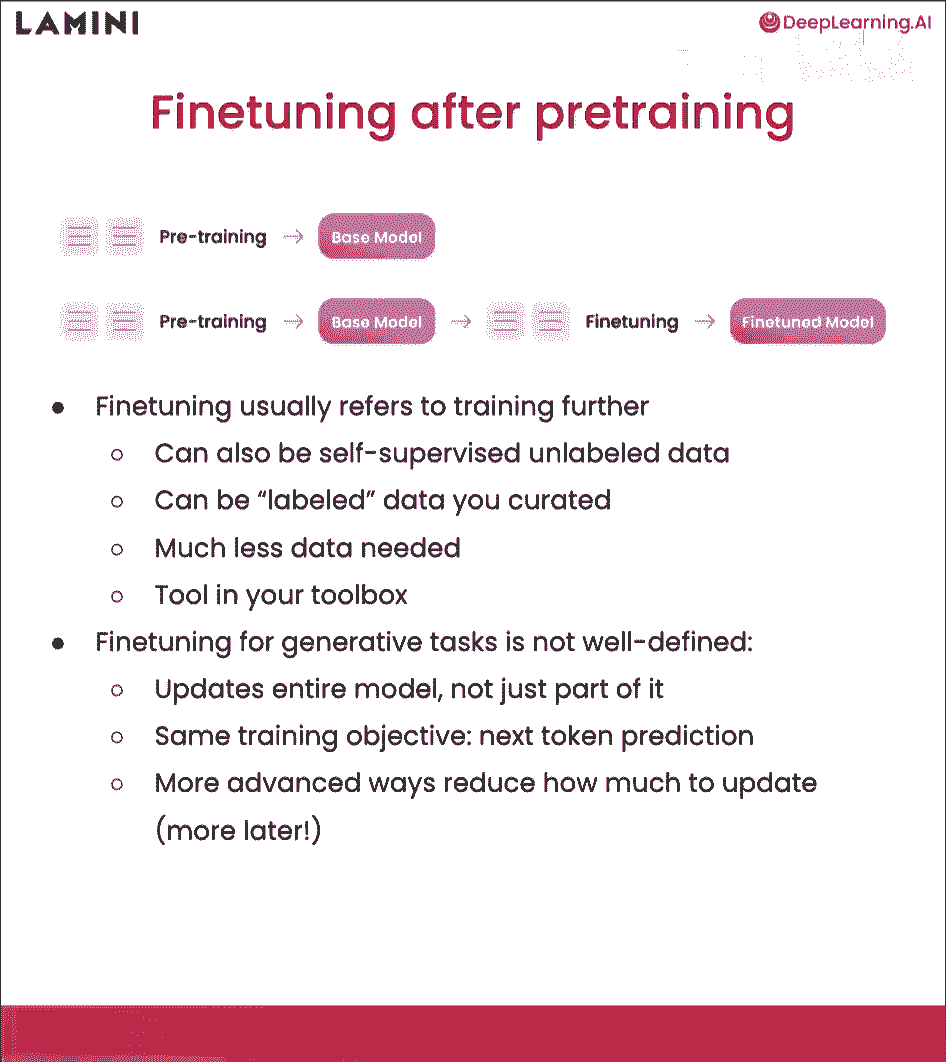 LAMINI
DeepLearning.AI
Finetuning after pretraining
Pre-training → Base Model
Pre-training → Base Model → Finetuning → Finetuned Model
● Finetuning usually refers to training further
○ Can also be self-supervised unlabeled data
○ Can be “labeled” data you curated
○ Much less data needed
○ Tool in your toolbox
● Finetuning for generative tasks is not well-defined:
○ Updates entire model, not just part of it
○ Same training objective: next token prediction
○ More advanced ways reduce how much to update
(more later!)